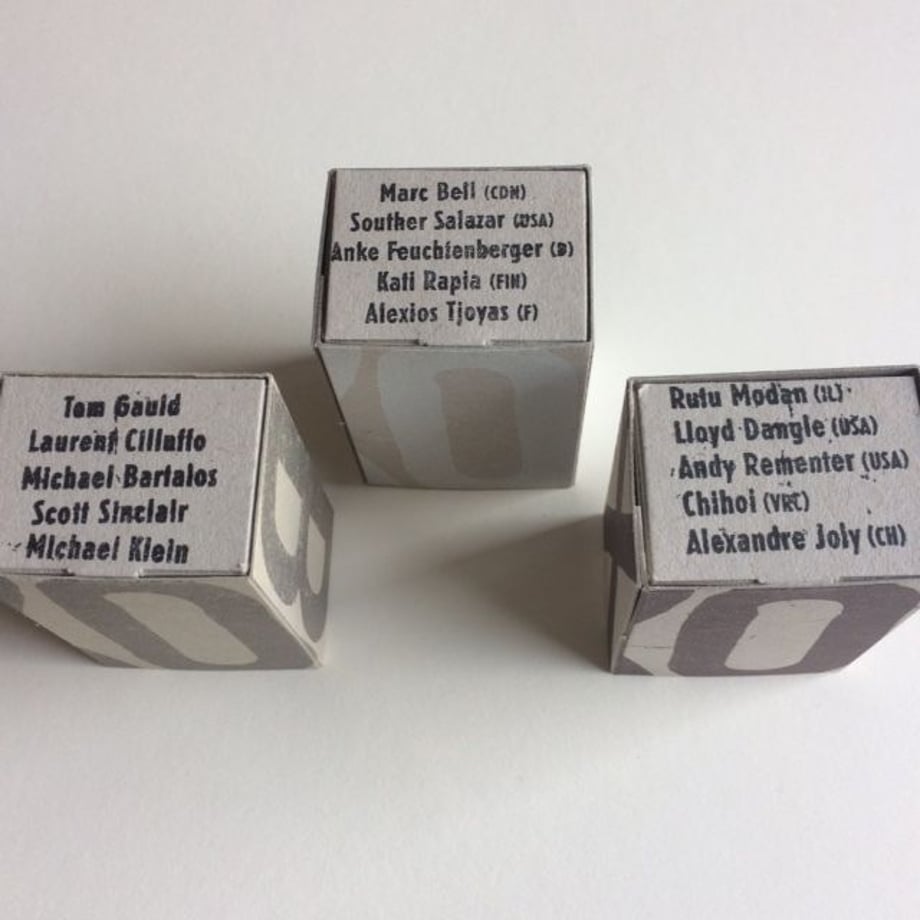 Marc Bell (CDN)
Souther Salazar (USA)
Anke Feuchtenberger (D)
Kati Rapia (FIN)
Alexios Tjoyas (F)
Tom Gauld
Laurent Cilluffo
Michael Bartalos
Scott Sinclair
Michael Klein
Rutu Modan (IL)
Lloyd Dangle (USA)
Andy Rementer (USA)
Chihoi (VRC)
Alexandre Joly (CH)